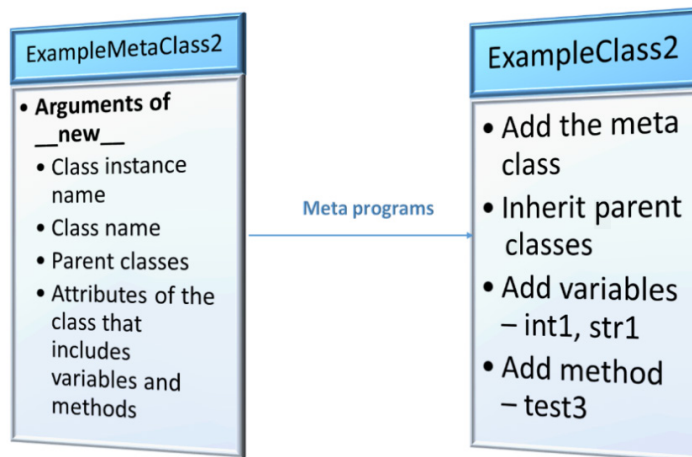 ExampleMetaClass2
• Arguments of
__new__
• Class instance
name
• Class name
• Parent classes
• Attributes of the
class that
includes
variables and
methods
Meta programs
ExampleClass2
• Add the meta
class
• Inherit parent
classes
• Add variables
– int1, str1
• Add method
– test3